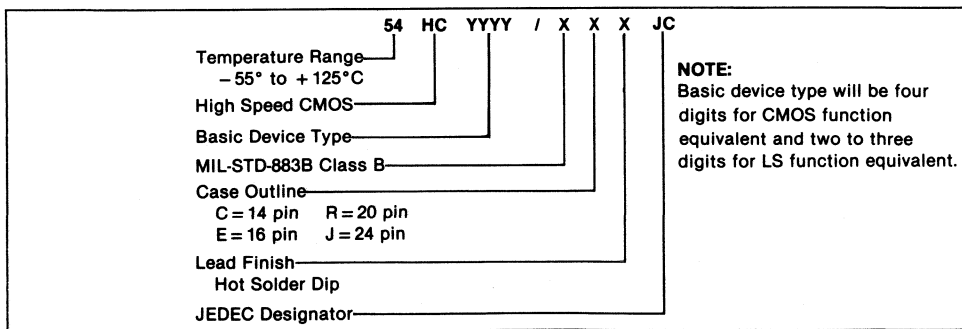 54 HC YYYY / X X X JC
Temperature Range
– 55° to + 125°C
High Speed CMOS
Basic Device Type
MIL-STD-883B Class B
Case Outline
C = 14 pin R = 20 pin
E = 16 pin J = 24 pin
Lead Finish
Hot Solder Dip
JEDEC Designator
NOTE:
Basic device type will be four
digits for CMOS function
equivalent and two to three
digits for LS function equivalent.